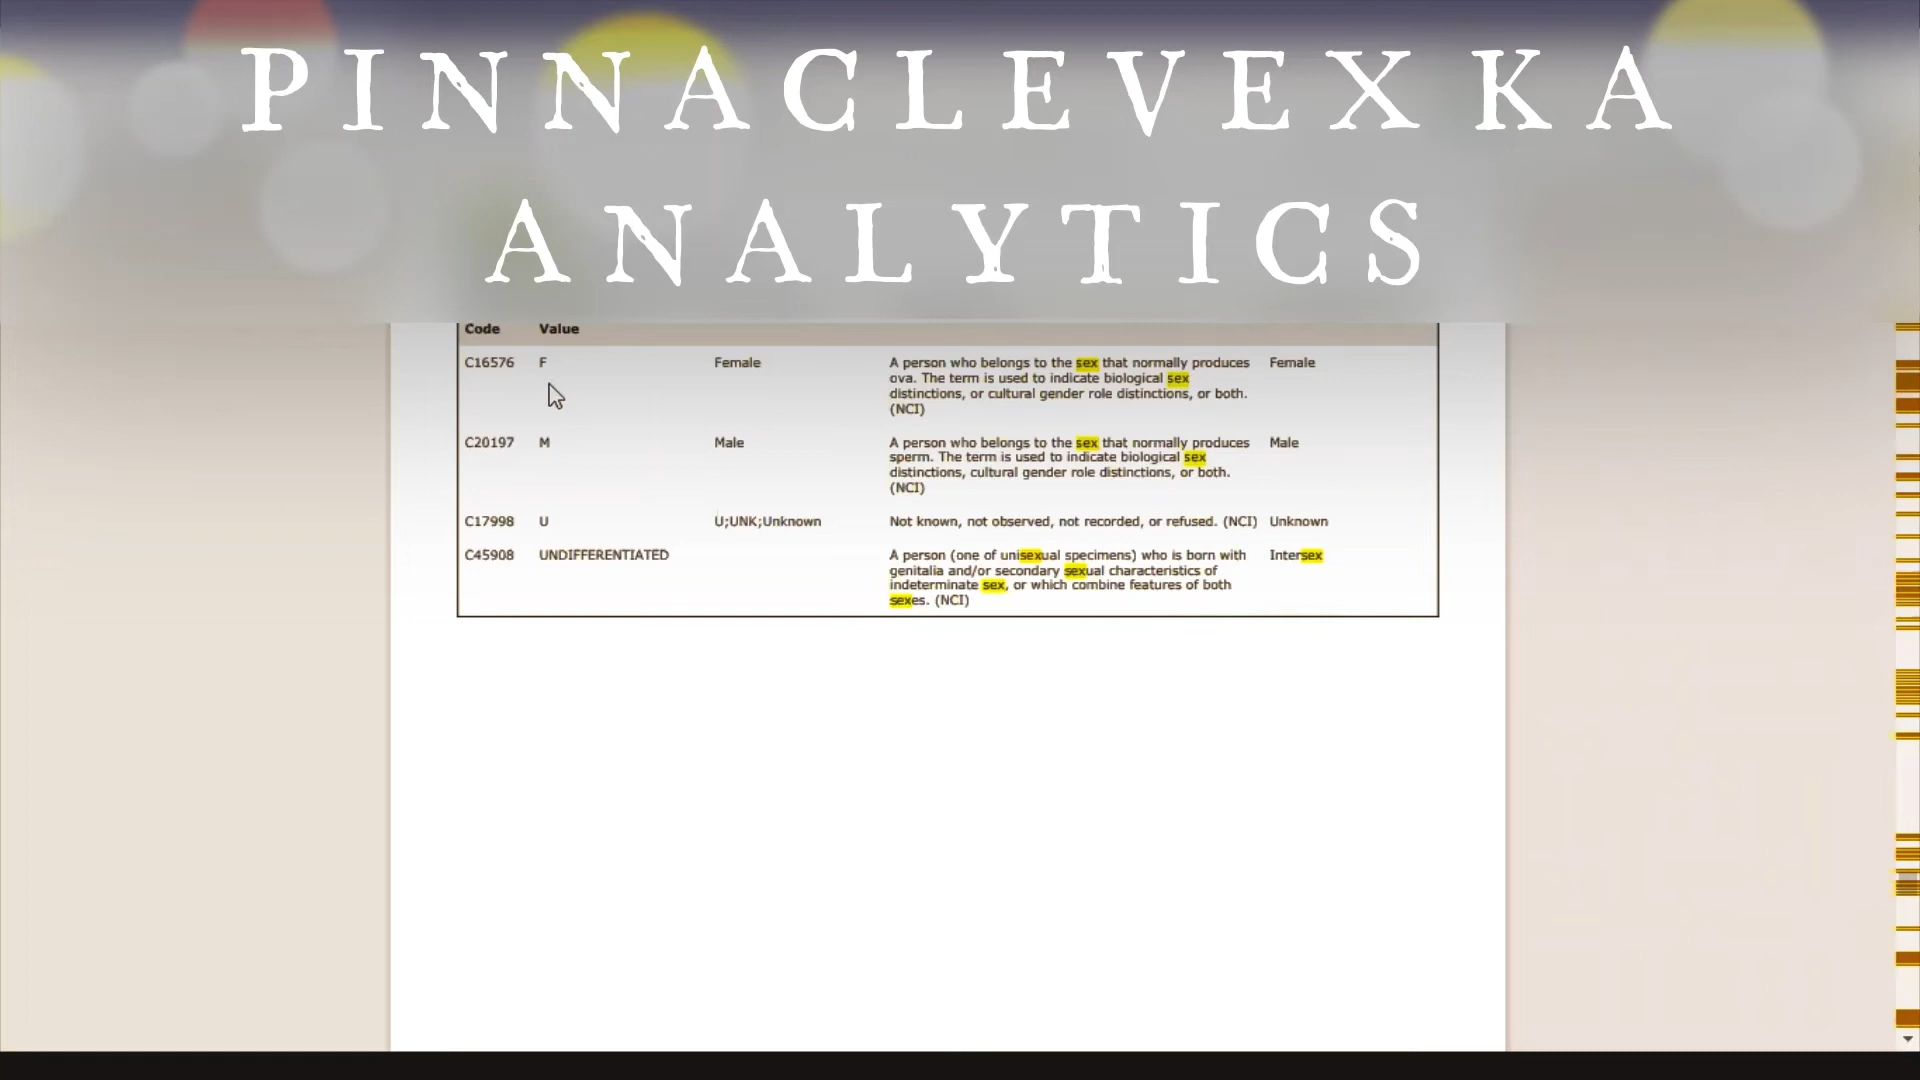 PINNACLEVEX KA
ANALYTICS
Code Value
C16576 F Female A person who belongs to the sex that normally produces Female
ova. The term is used to indicate biological sex
distinctions, or cultural gender role distinctions, or both.
(NCI)
C20197 M Male A person who belongs to the sex that normally produces Male
sperm. The term is used to indicate biological sex
distinctions, cultural gender role distinctions, or both.
(NCI)
C17998 U U;UNK;Unknown Not known, not observed, not recorded, or refused. (NCI) Unknown
C45908 UNDIFFERENTIATED A person (one of unisexual specimens) who is born with Intersex
genitalia and/or secondary sexual characteristics of
indeterminate sex, or which combine features of both
sexes. (NCI)